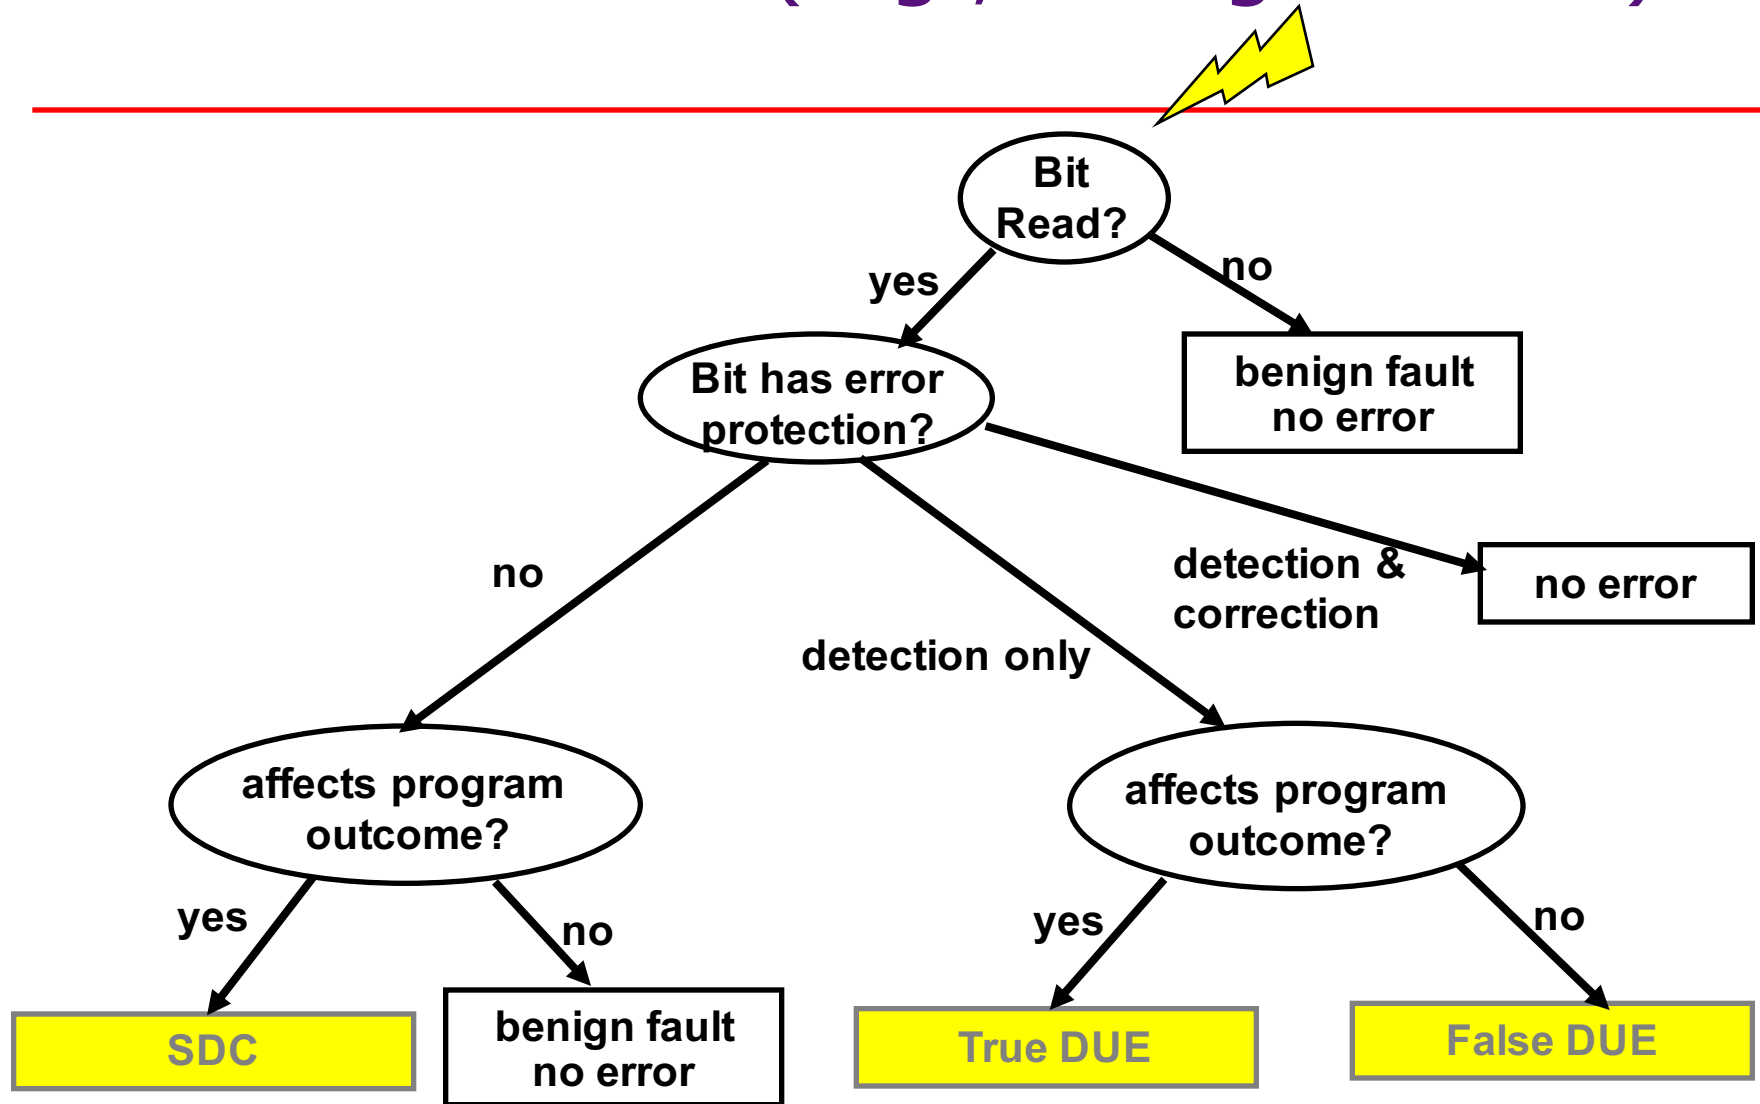 Bit
Read?
yes
no
benign fault
no error
Bit has error
protection?
no
detection only
detection &
correction
no error
affects program
outcome?
affects program
outcome?
yes
no
yes
no
SDC
benign fault
no error
True DUE
False DUE